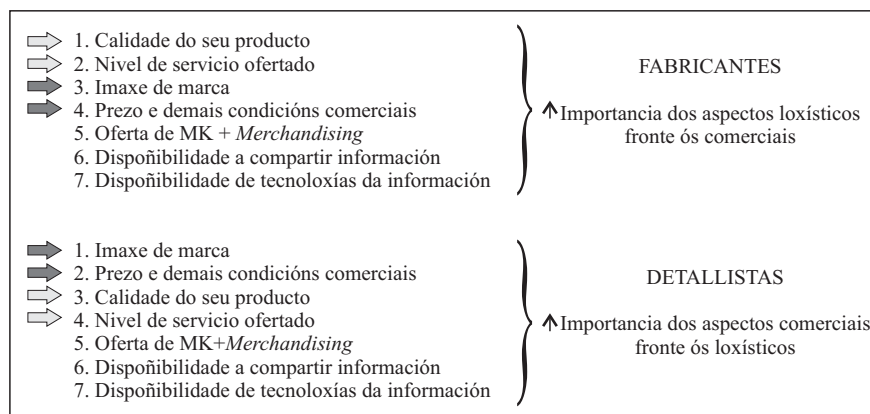 1. Calidade do seu producto
2. Nivel de servicio ofertado
3. Imaxe de marca
4. Prezo e demais condicións comerciais
5. Oferta de MK + Merchandising
6. Dispoñibilidade a compartir información
7. Dispoñibilidade de tecnoloxías da información
FABRICANTES
Importancia dos aspectos loxísticos
fronte ós comerciais
1. Imaxe de marca
2. Prezo e demais condicións comerciais
3. Calidade do seu producto
4. Nivel de servicio ofertado
5. Oferta de MK+Merchandising
6. Dispoñibilidade a compartir información
7. Dispoñibilidade de tecnoloxías da información
DETALLISTAS
Importancia dos aspectos comerciais
fronte ós loxísticos